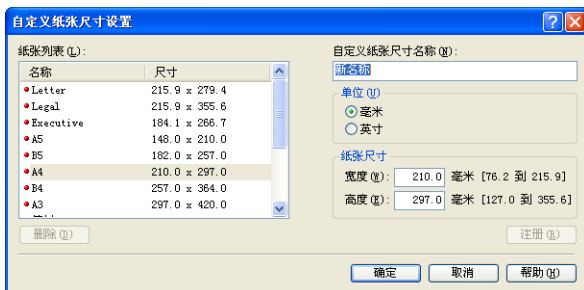 自定义纸张尺寸设置
纸张列表(L):
名称 尺寸
Letter 215.9 x 279.4
Legal 215.9 x 355.6
Executive 184.1 x 266.7
A5 148.0 x 210.0
B5 182.0 x 257.0
A4 210.0 x 297.0
B4 257.0 x 364.0
A3 297.0 x 420.0
删除(D)
自定义纸张尺寸名称(N):
新名称
单位(U)
毫米
英寸
纸张尺寸
宽度(W): 210.0 毫米 [76.2 到 215.9]
高度(E): 297.0 毫米 [127.0 到 355.6]
注册(R)
确定 取消 帮助(H)